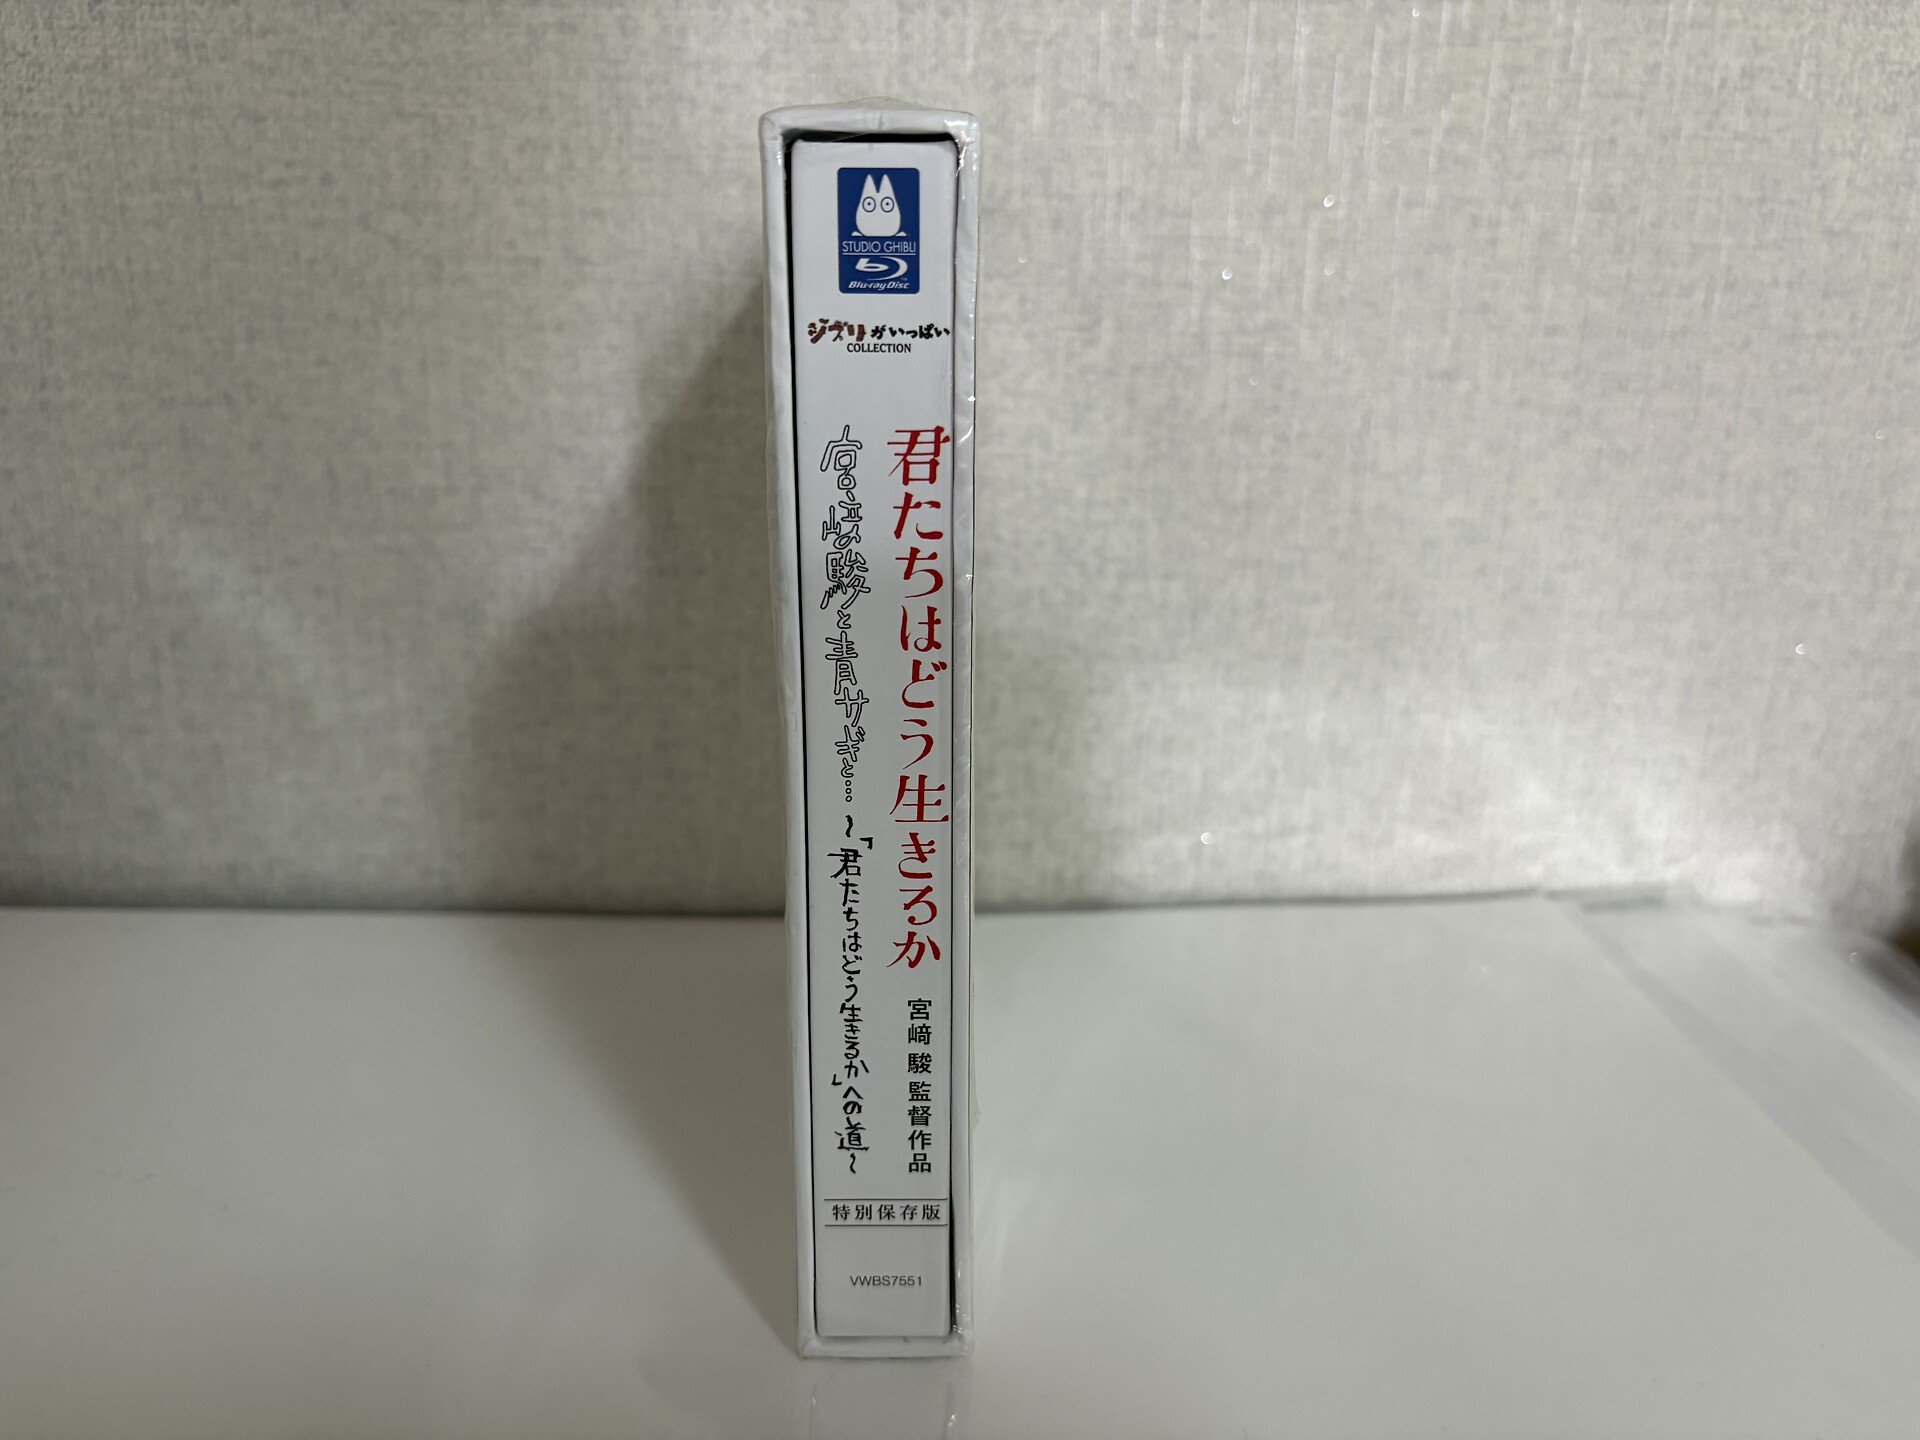 STUDIO GHIBLI
Blu-ray Disc
ジブリがいっぱい
COLLECTION
君たちはどう生きるか
宮﨑駿監督作品
宮﨑駿と青サギと…
～「君たちはどう生きるか」への道～
特別保存版
VWBS7551